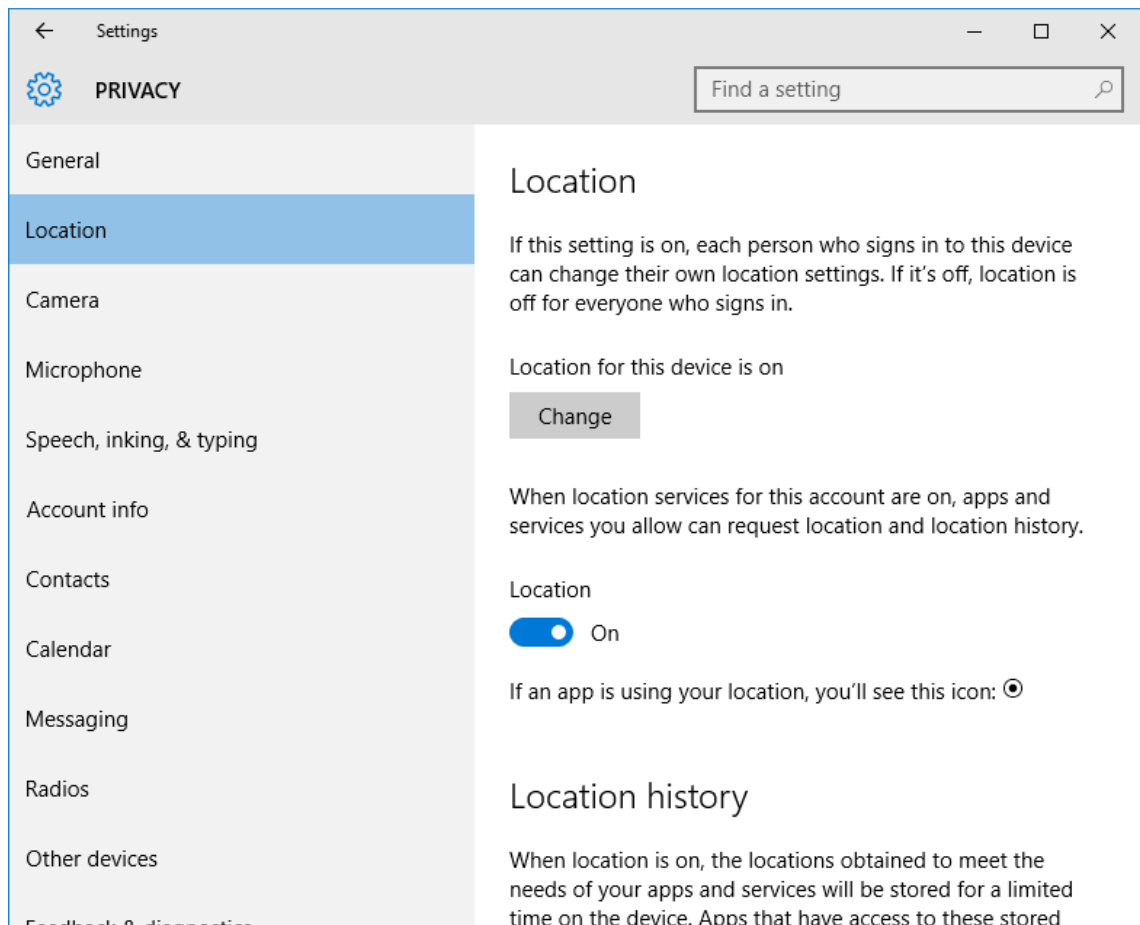 Settings
PRIVACY
Find a setting
General
Location
Camera
Microphone
Speech, inking, & typing
Account info
Contacts
Calendar
Messaging
Radios
Other devices
Feedback & diagnostics
Location
If this setting is on, each person who signs in to this device
can change their own location settings. If it's off, location is
off for everyone who signs in.
Location for this device is on
Change
When location services for this account are on, apps and
services you allow can request location and location history.
Location
On
If an app is using your location, you'll see this icon:
Location history
When location is on, the locations obtained to meet the
needs of your apps and services will be stored for a limited
time on the device. Apps that have access to these stored